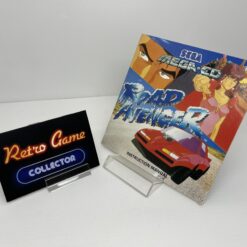 Retro Game
COLLECTOR
SEGA
MEGA-CD
ROAD
AVENGER
INSTRUCTION MANUAL